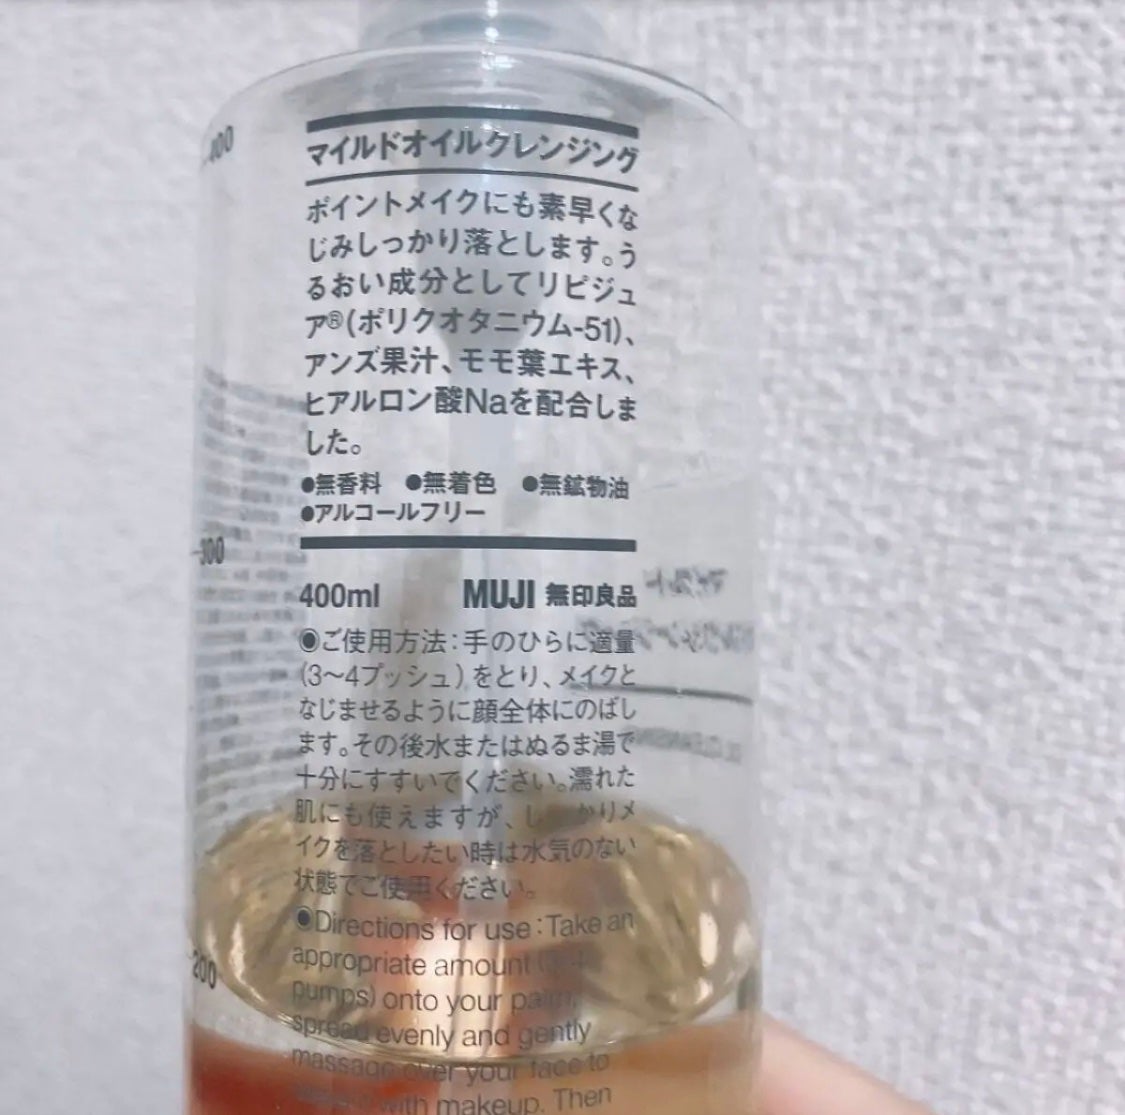 マイルドオイルクレンジング
ポイントメイクにも素早くな
じみしっかり落とします。う
るおい成分としてリピジュ
ア®(ポリクオタニウム-51)、
アンズ果汁、モモ葉エキス、
ヒアルロン酸Naを配合しま
した。
●無香料 ●無着色 ●無鉱物油
●アルコールフリー
400ml MUJI 無印良品
◉ご使用方法:手のひらに適量
(3〜4プッシュ)をとり、メイクと
なじませるように顔全体にのばし
ます。その後水またはぬるま湯で
十分にすすいでください。濡れた
肌にも使えますが、し かりメ
イクを落としたい時は水気のない
状態でご使用ください。
◉Directions for use:Take an
appropriate amount
pumps) onto your palm,
spread evenly and gently
massage over your face to
with makeup. Then
400
300
200